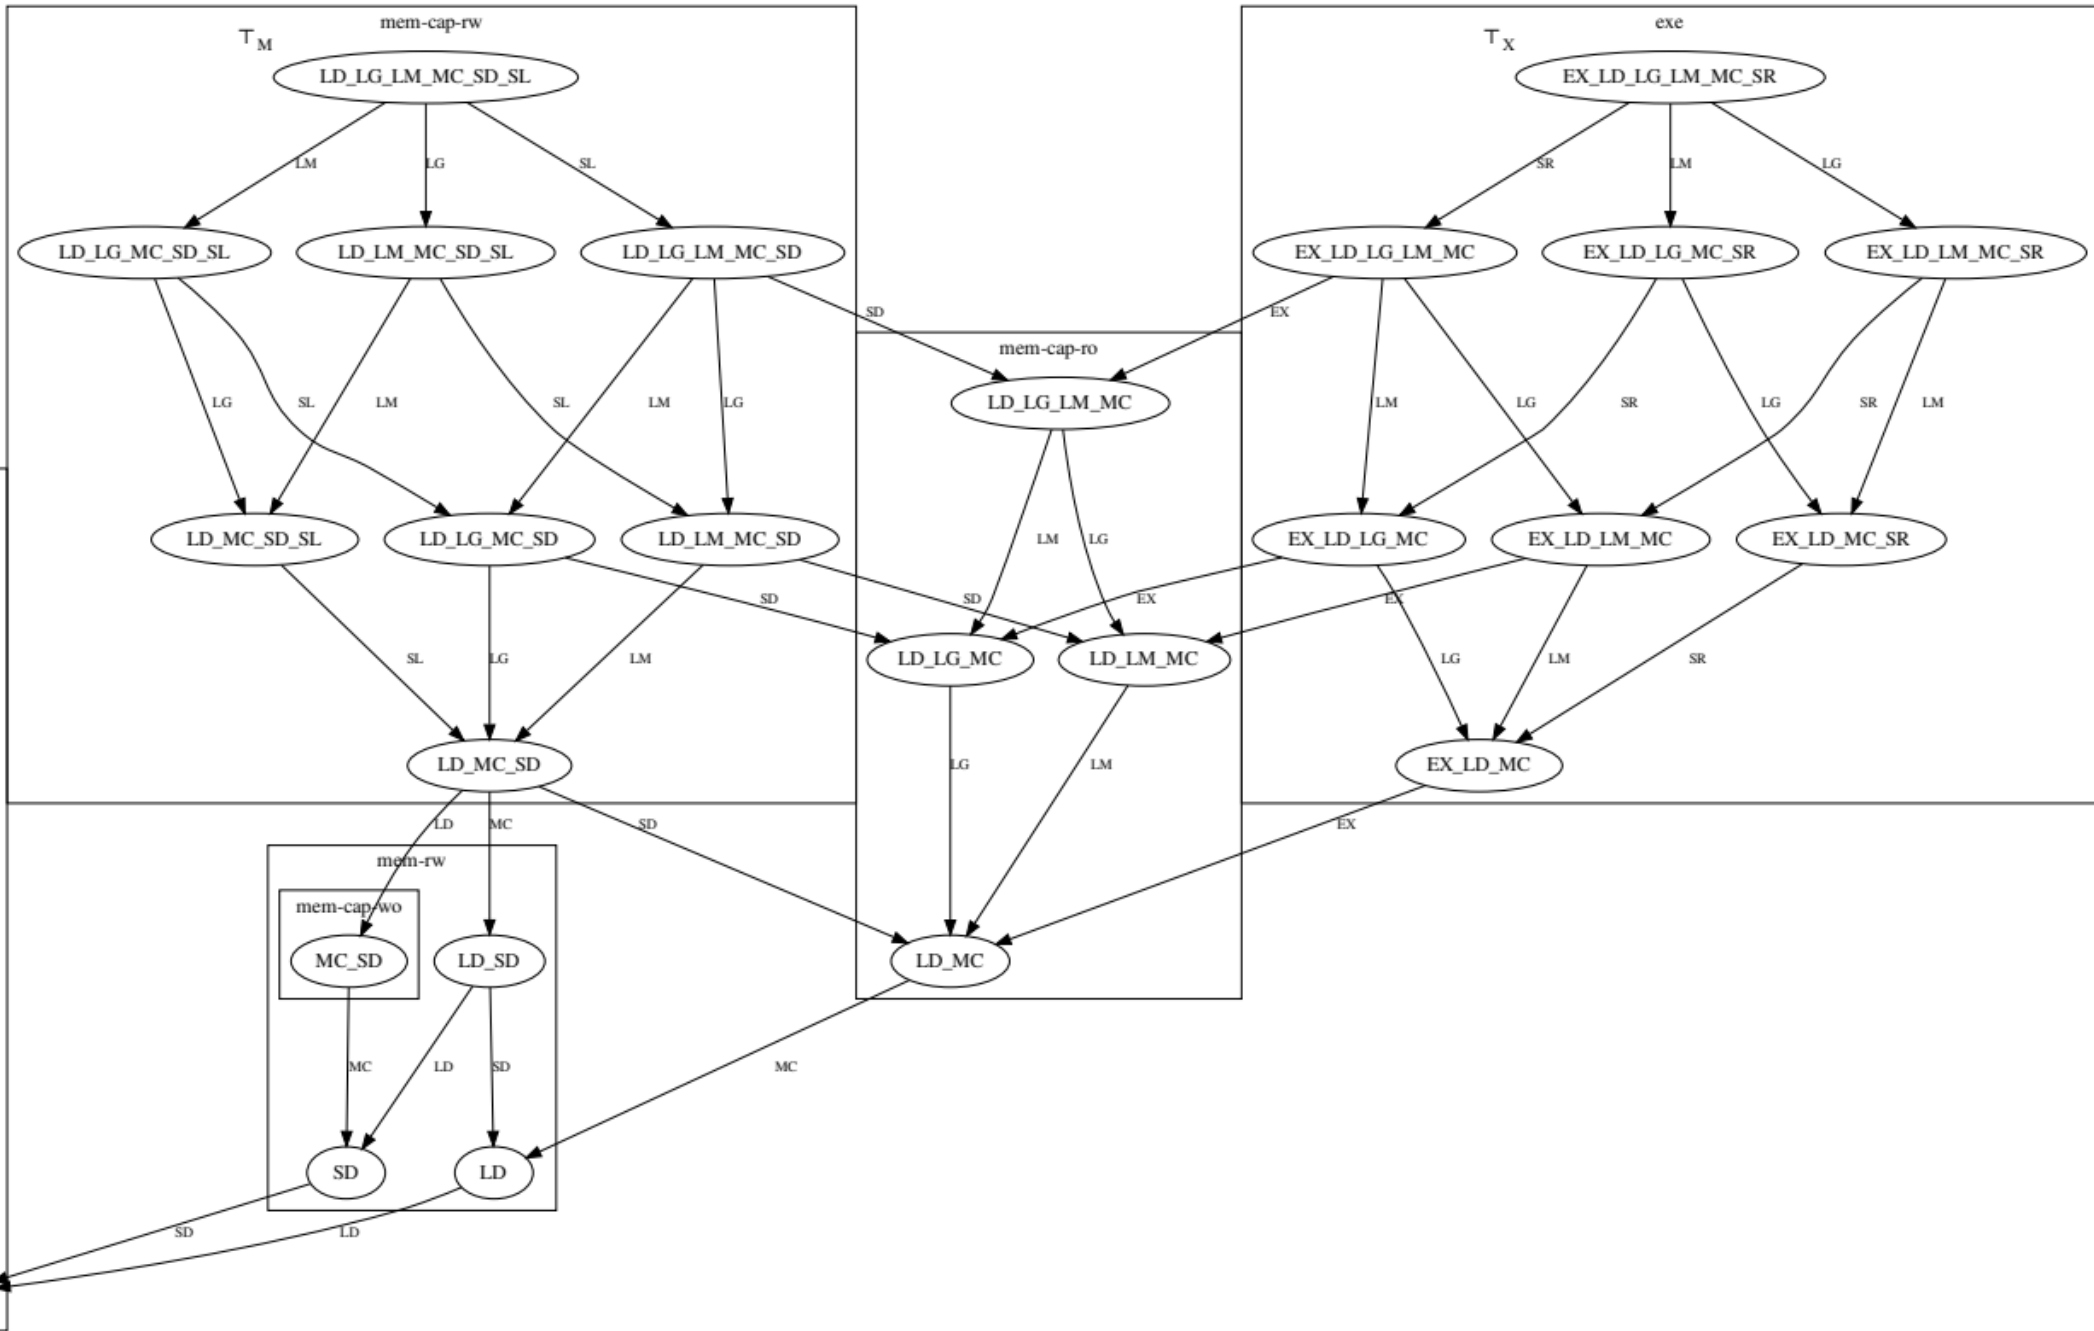 mem-cap-rw
exe
⊤M
⊤X
LD_LG_LM_MC_SD_SL
EX_LD_LG_LM_MC_SR
LM
LG
SL
SR
LM
LG
LD_LG_MC_SD_SL
LD_LM_MC_SD_SL
LD_LG_LM_MC_SD
EX_LD_LG_LM_MC
EX_LD_LG_MC_SR
EX_LD_LM_MC_SR
SD
EX
mem-cap-ro
LG
SL
LM
SL
LM
LG
LD_LG_LM_MC
LM
LG
SR
LG
SR
LM
LD_MC_SD_SL
LD_LG_MC_SD
LD_LM_MC_SD
LM
LG
EX_LD_LG_MC
EX_LD_LM_MC
EX_LD_MC_SR
SD
SD
EX
EX
SL
LG
LM
LD_LG_MC
LD_LM_MC
LG
LM
SR
LD_MC_SD
LG
LM
EX_LD_MC
LD
MC
SD
EX
mem-rw
mem-cap-wo
MC_SD
LD_SD
LD_MC
MC
LD
SD
MC
SD
LD
SD
LD